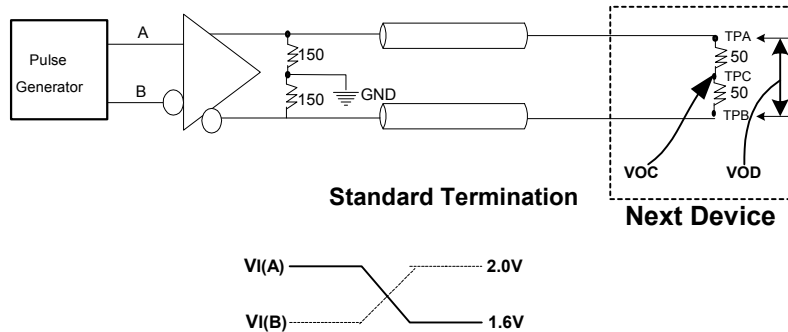 Pulse
Generator
A
B
150
150
GND
TPA
50
TPC
50
TPB
VOC
VOD
Standard Termination
Next Device
VI(A)
2.0V
VI(B)
1.6V